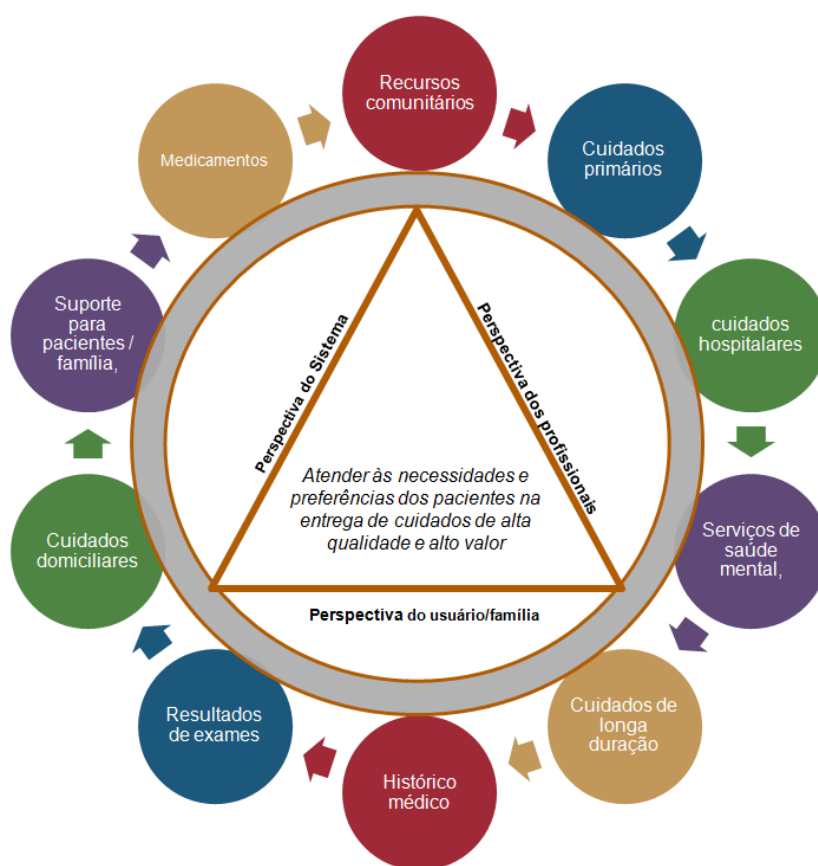 Recursos
comunitários
Cuidados
primários
cuidados
hospitalares
Serviços de
saúde
mental,
Cuidados de
longa
duração
Histórico
médico
Resultados
de exames
Cuidados
domiciliares
Suporte
para
pacientes /
família,
Medicamentos
Perspectiva do Sistema
Perspectiva dos profissionais
Atender às necessidades e
preferências dos pacientes na
entrega de cuidados de alta
qualidade e alto valor
Perspectiva do usuário/família